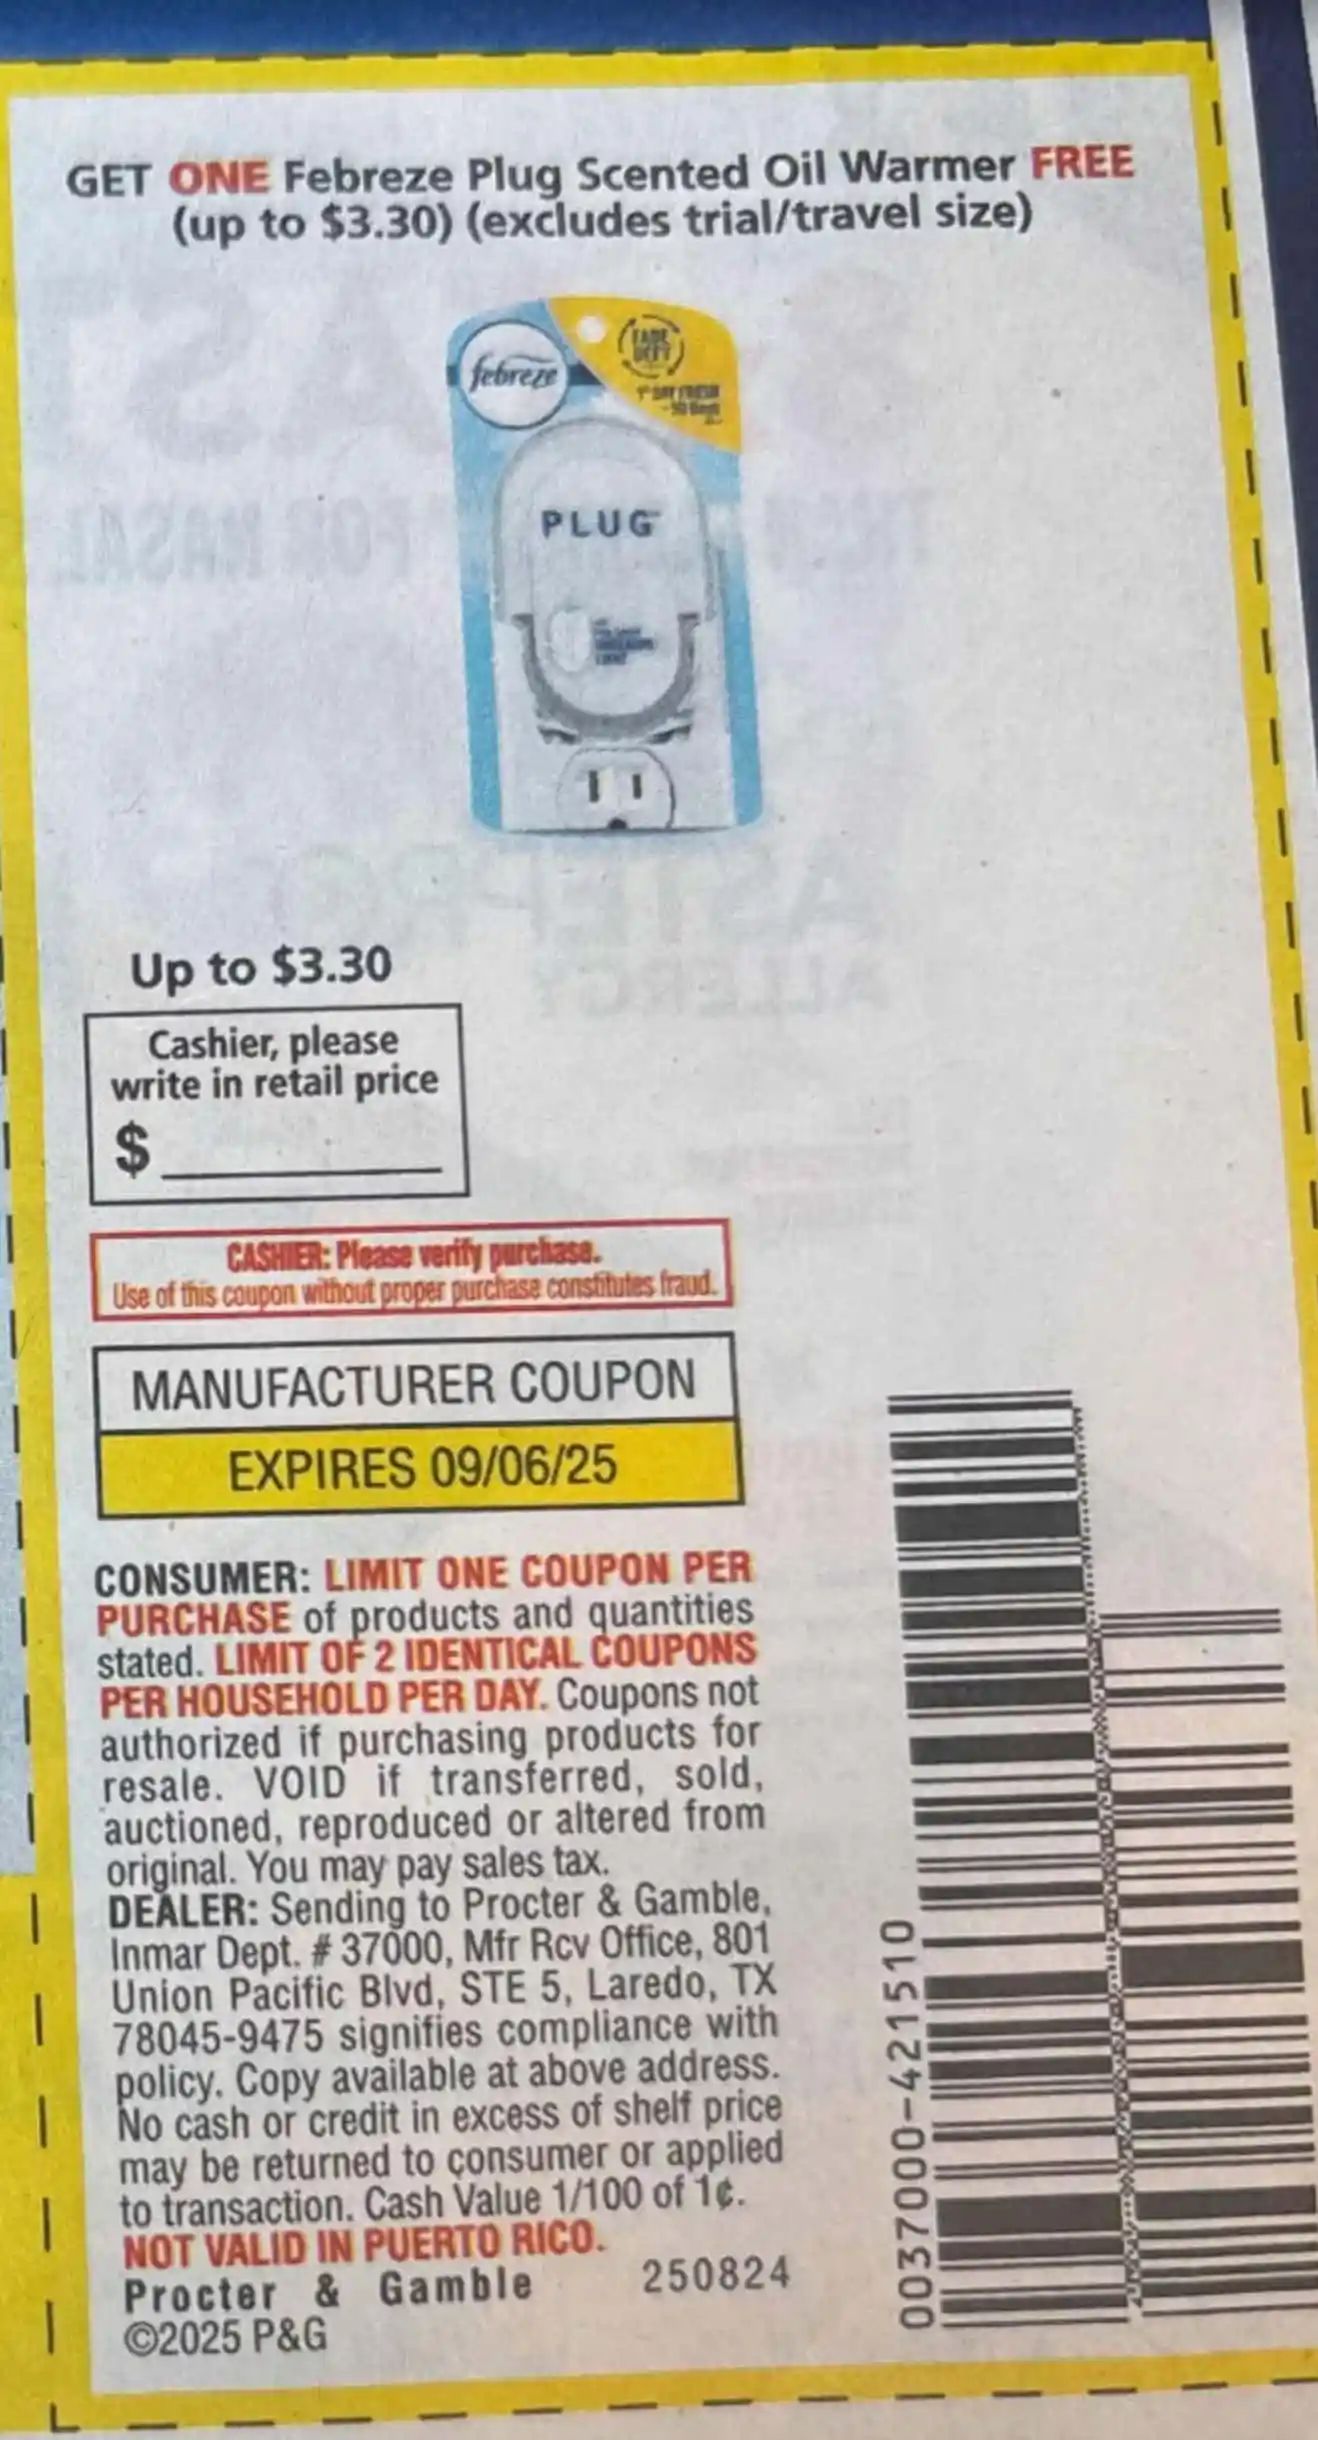 GET ONE Febreze Plug Scented Oil Warmer FREE
(up to $3.30) (excludes trial/travel size)
febreze
FADE
DEFY
1st DAY FRESH
PLUG
Up to $3.30
Cashier, please
write in retail price
$
CASHIER: Please verify purchase.
Use of this coupon without proper purchase constitutes fraud.
MANUFACTURER COUPON
EXPIRES 09/06/25
CONSUMER: LIMIT ONE COUPON PER
PURCHASE of products and quantities
stated. LIMIT OF 2 IDENTICAL COUPONS
PER HOUSEHOLD PER DAY. Coupons not
authorized if purchasing products for
resale. VOID if transferred, sold,
auctioned, reproduced or altered from
original. You may pay sales tax.
DEALER: Sending to Procter & Gamble,
Inmar Dept. # 37000, Mfr Rcv Office, 801
Union Pacific Blvd, STE 5, Laredo, TX
78045-9475 signifies compliance with
policy. Copy available at above address.
No cash or credit in excess of shelf price
may be returned to consumer or applied
to transaction. Cash Value 1/100 of 1¢.
NOT VALID IN PUERTO RICO.
Procter & Gamble 250824
©2025 P&G
0037000-421510